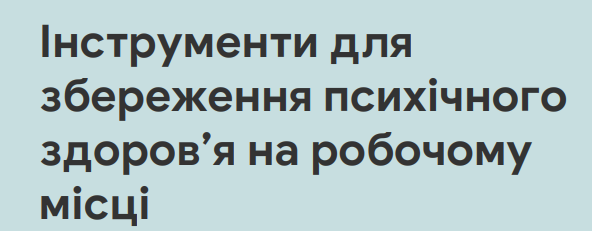 Інструменти для
збереження психічного
здоров’я на робочому
місці